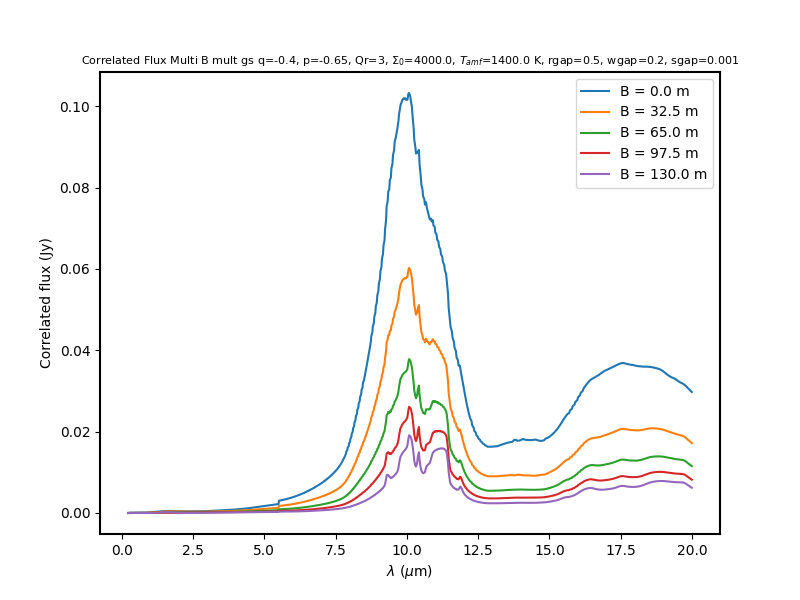 Correlated Flux Multi B mult gs q=-0.4, p=-0.65, Qr=3, Σ₀=4000.0, T_amf=1400.0 K, rgap=0.5, wgap=0.2, sgap=0.001
B = 0.0 m
B = 32.5 m
B = 65.0 m
B = 97.5 m
B = 130.0 m
Correlated flux (Jy)
0.10
0.08
0.06
0.04
0.02
0.00
0.0 2.5 5.0 7.5 10.0 12.5 15.0 17.5 20.0
λ (μm)